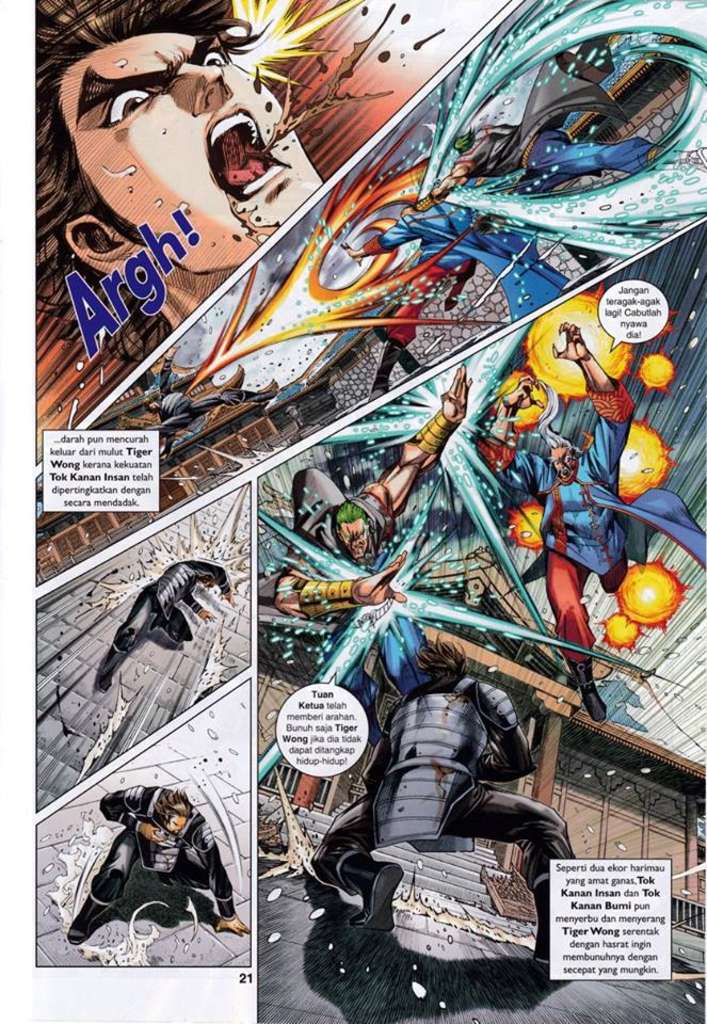 Argh!
...darah pun mencurah
keluar dari mulut Tiger
Wong kerana kekuatan
Tok Kanan Insan telah
dipertingkatkan dengan
secara mendadak.
Jangan
teragak-agak
lagi! Cabutlah
nyawa
dia!
Tuan
Ketua telah
memberi arahan.
Bunuh saja Tiger
Wong jika dia tidak
dapat ditangkap
hidup-hidup!
Seperti dua ekor harimau
yang amat ganas, Tok
Kanan Insan dan Tok
Kanan Bumi pun
menyerbu dan menyerang
Tiger Wong serentak
dengan hasrat ingin
membunuhnya dengan
secepat yang mungkin.
21